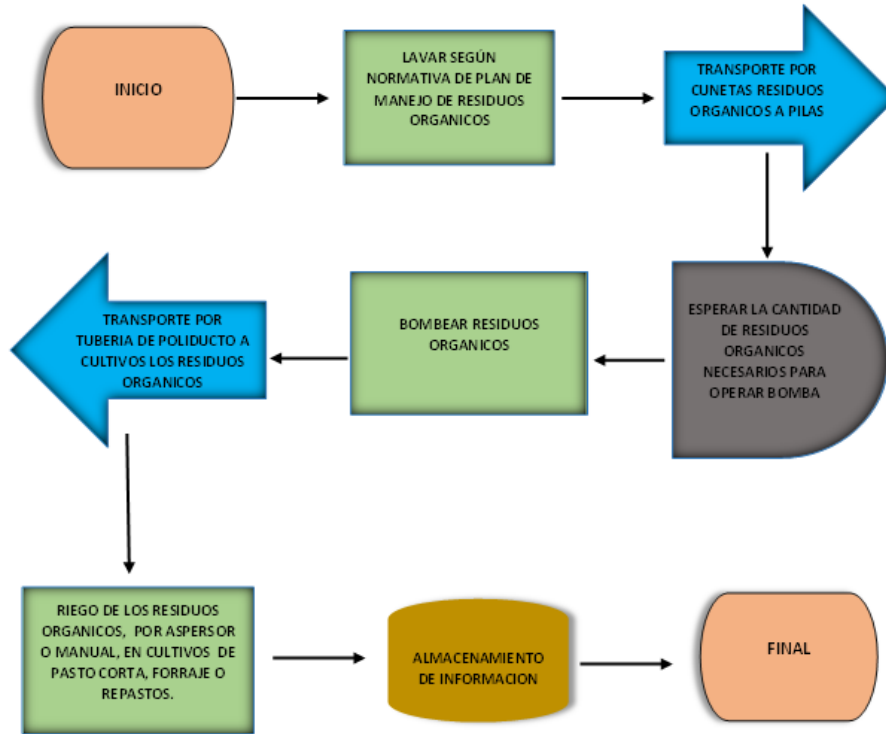 INICIO
LAVAR SEGÚN
NORMATIVA DE PLAN DE
MANEJO DE RESIDUOS
ORGANICOS
TRANSPORTE POR
CUNETAS RESIDUOS
ORGANICOS A PILAS
ESPERAR LA CANTIDAD
DE RESIDUOS
ORGANICOS
NECESARIOS PARA
OPERAR BOMBA
BOMBEAR RESIDUOS
ORGANICOS
TRANSPORTE POR
TUBERIA DE POLIDUCTO A
CULTIVOS LOS RESIDUOS
ORGANICOS
RIEGO DE LOS RESIDUOS
ORGANICOS, POR ASPERSOR
O MANUAL, EN CULTIVOS DE
PASTO CORTA, FORRAJE O
REPASTOS.
ALMACENAMIENTO
DE INFORMACION
FINAL